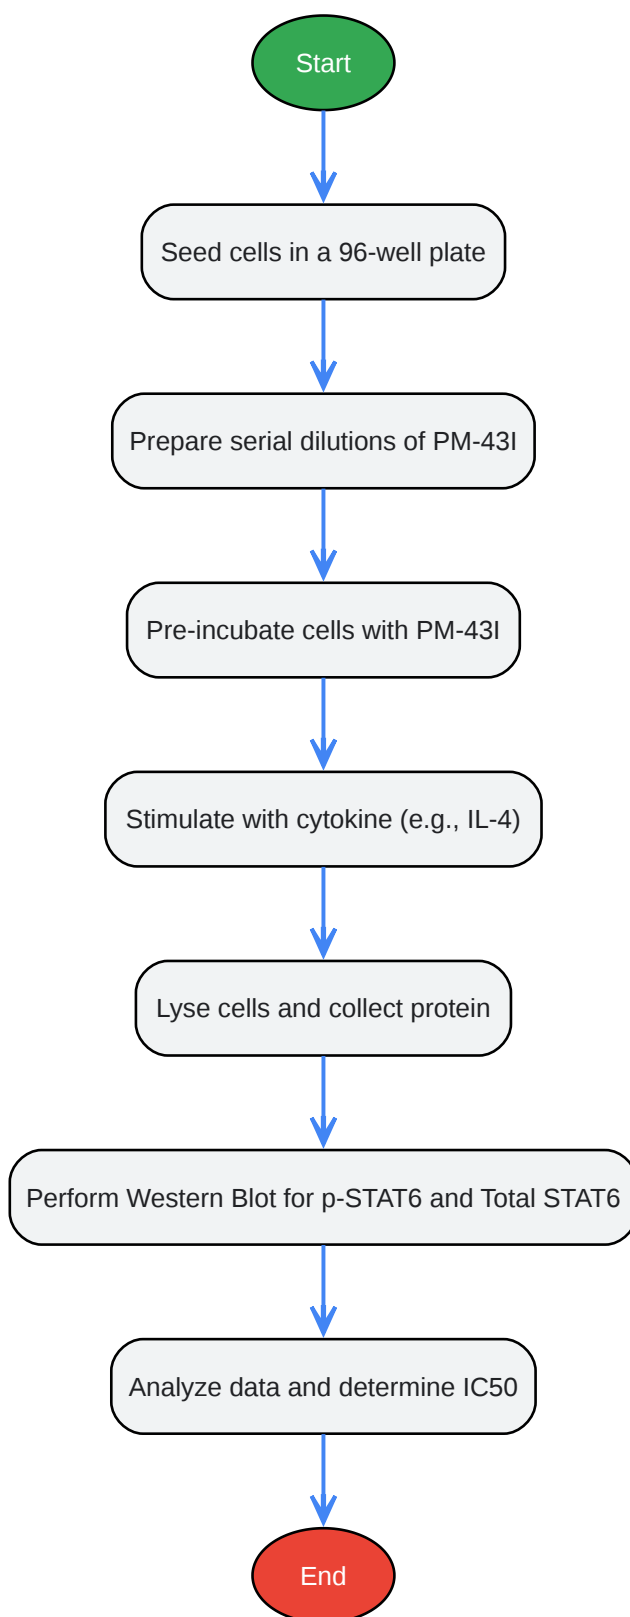 Start
Seed cells in a 96-well plate
Prepare serial dilutions of PM-43I
Pre-incubate cells with PM-43I
Stimulate with cytokine (e.g., IL-4)
Lyse cells and collect protein
Perform Western Blot for p-STAT6 and Total STAT6
Analyze data and determine IC50
End